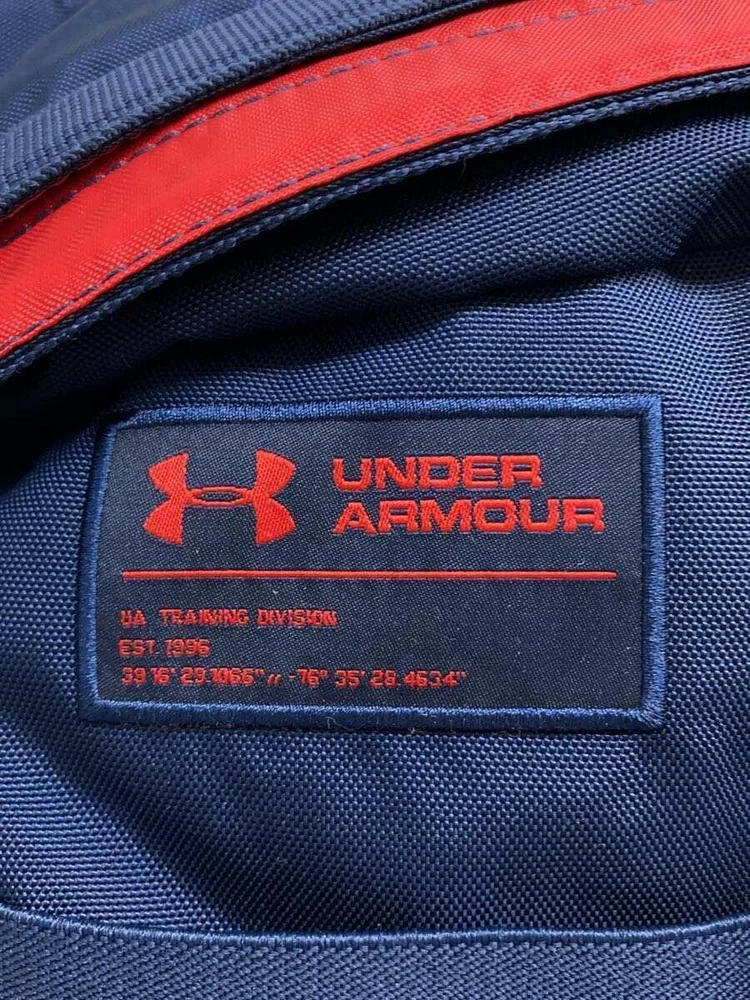 UNDER
ARMOUR
UA TRAINING DIVISION
EST. 1996
39 16' 29.1066" // -76° 35' 28.4634"